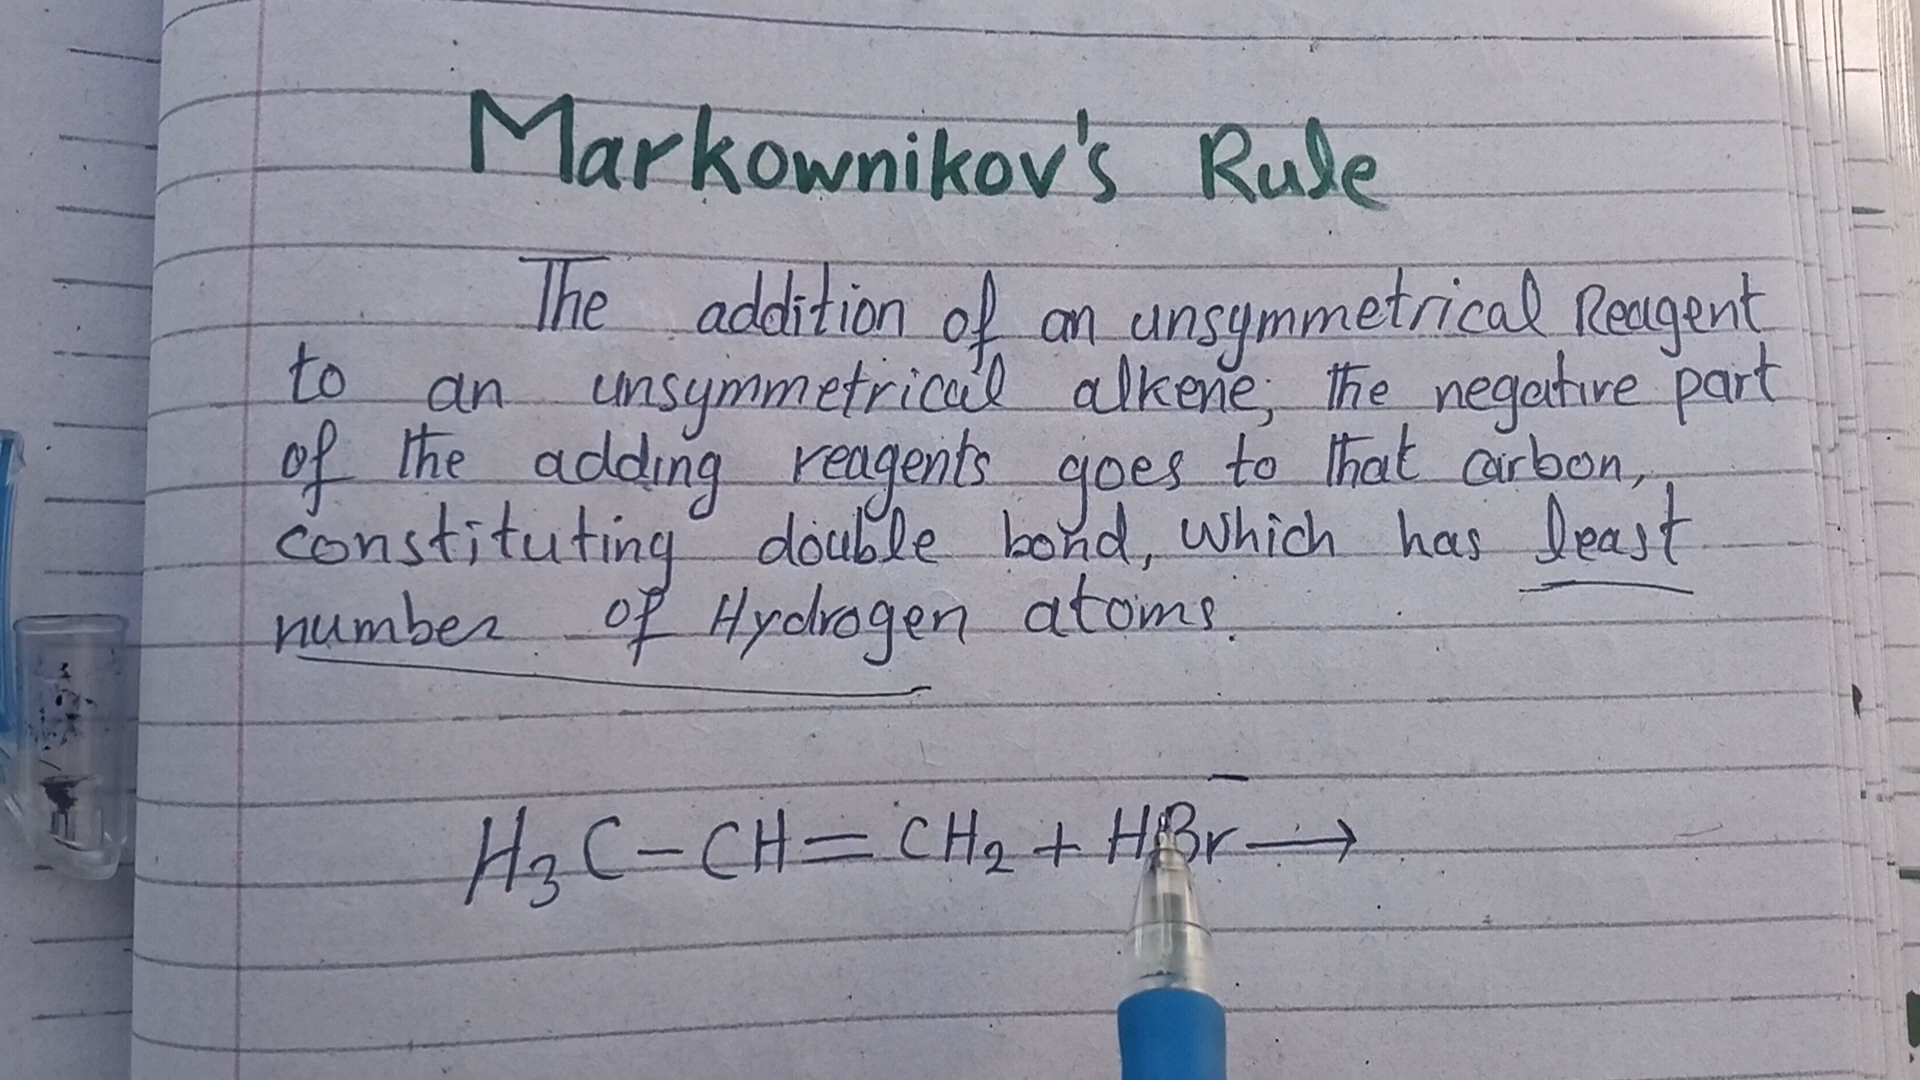 Markownikov's Rule
The addition of an unsymmetrical Reagent
to an unsymmetrical alkene; the negative part
of the adding reagents goes to that carbon,
constituting double bond, which has least
number of Hydrogen atoms.
H₃C-CH=CH₂+HBr⟶